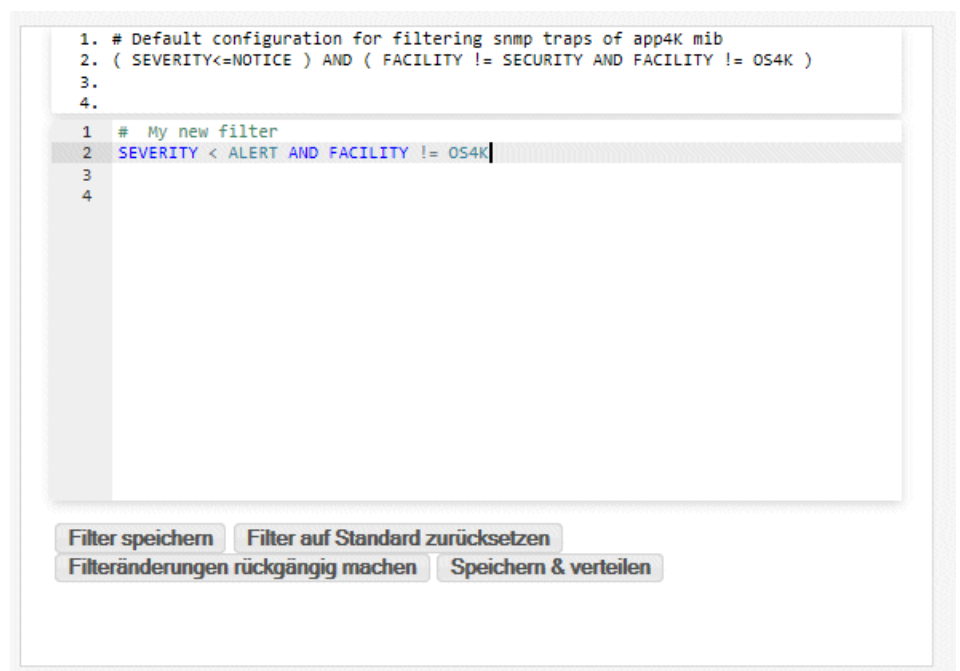 1. # Default configuration for filtering snmp traps of app4K mib
2. ( SEVERITY<=NOTICE ) AND ( FACILITY != SECURITY AND FACILITY != OS4K )
3.
4.
1 # My new filter
2 SEVERITY < ALERT AND FACILITY != OS4K
3
4
Filter speichern Filter auf Standard zurücksetzen
Filteränderungen rückgängig machen Speichern & verteilen